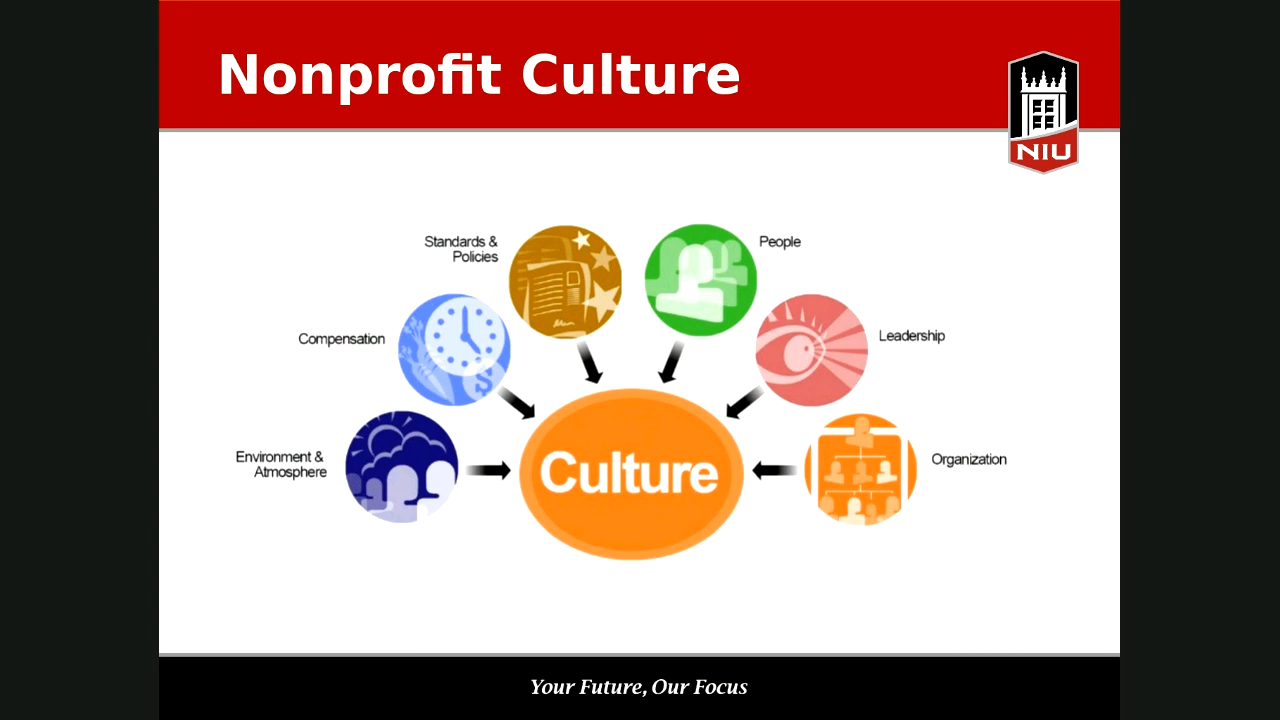 Nonprofit Culture
NIU
Standards &
Policies
People
Compensation
Leadership
Environment &
Atmosphere
Organization
Culture
$
Your Future, Our Focus